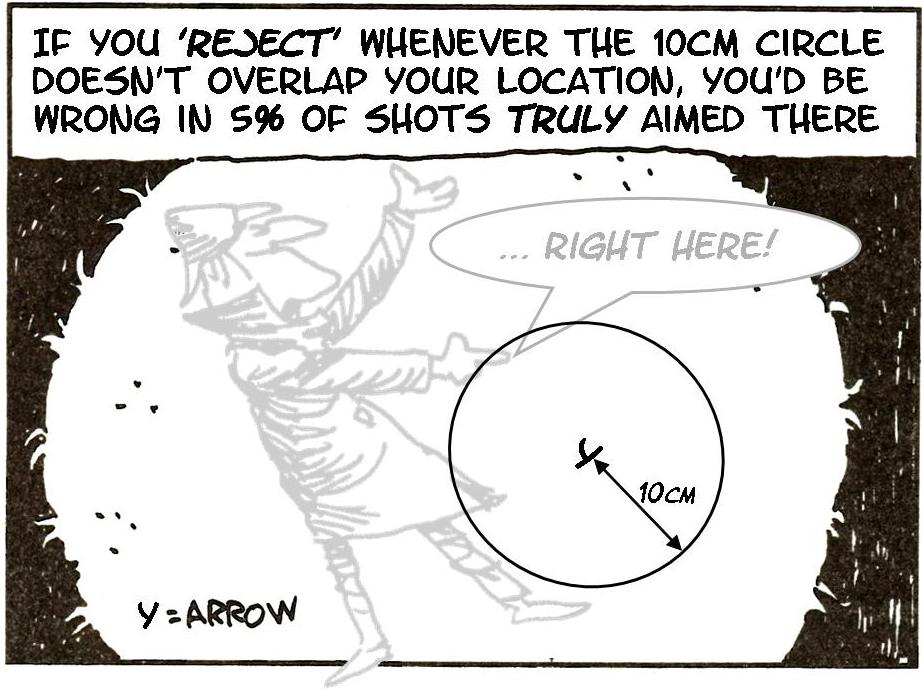 IF YOU 'REJECT' WHENEVER THE 10CM CIRCLE
DOESN'T OVERLAP YOUR LOCATION, YOU'D BE
WRONG IN 5% OF SHOTS TRULY AIMED THERE
... RIGHT HERE!
Y
10CM
Y = ARROW